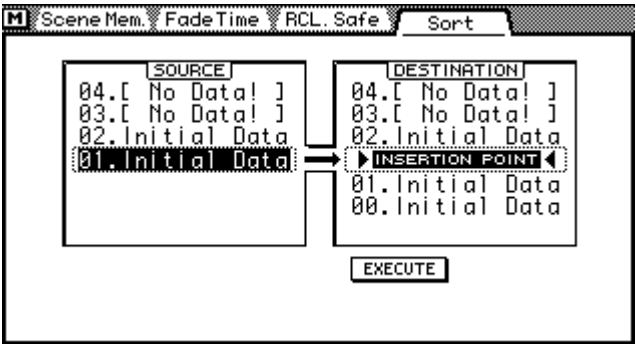 M Scene Mem. Fade Time RCL. Safe Sort
SOURCE
04.[ No Data! ]
03.[ No Data! ]
02.Initial Data
01.Initial Data
DESTINATION
04.[ No Data! ]
03.[ No Data! ]
02.Initial Data
INSERTION POINT
01.Initial Data
00.Initial Data
EXECUTE